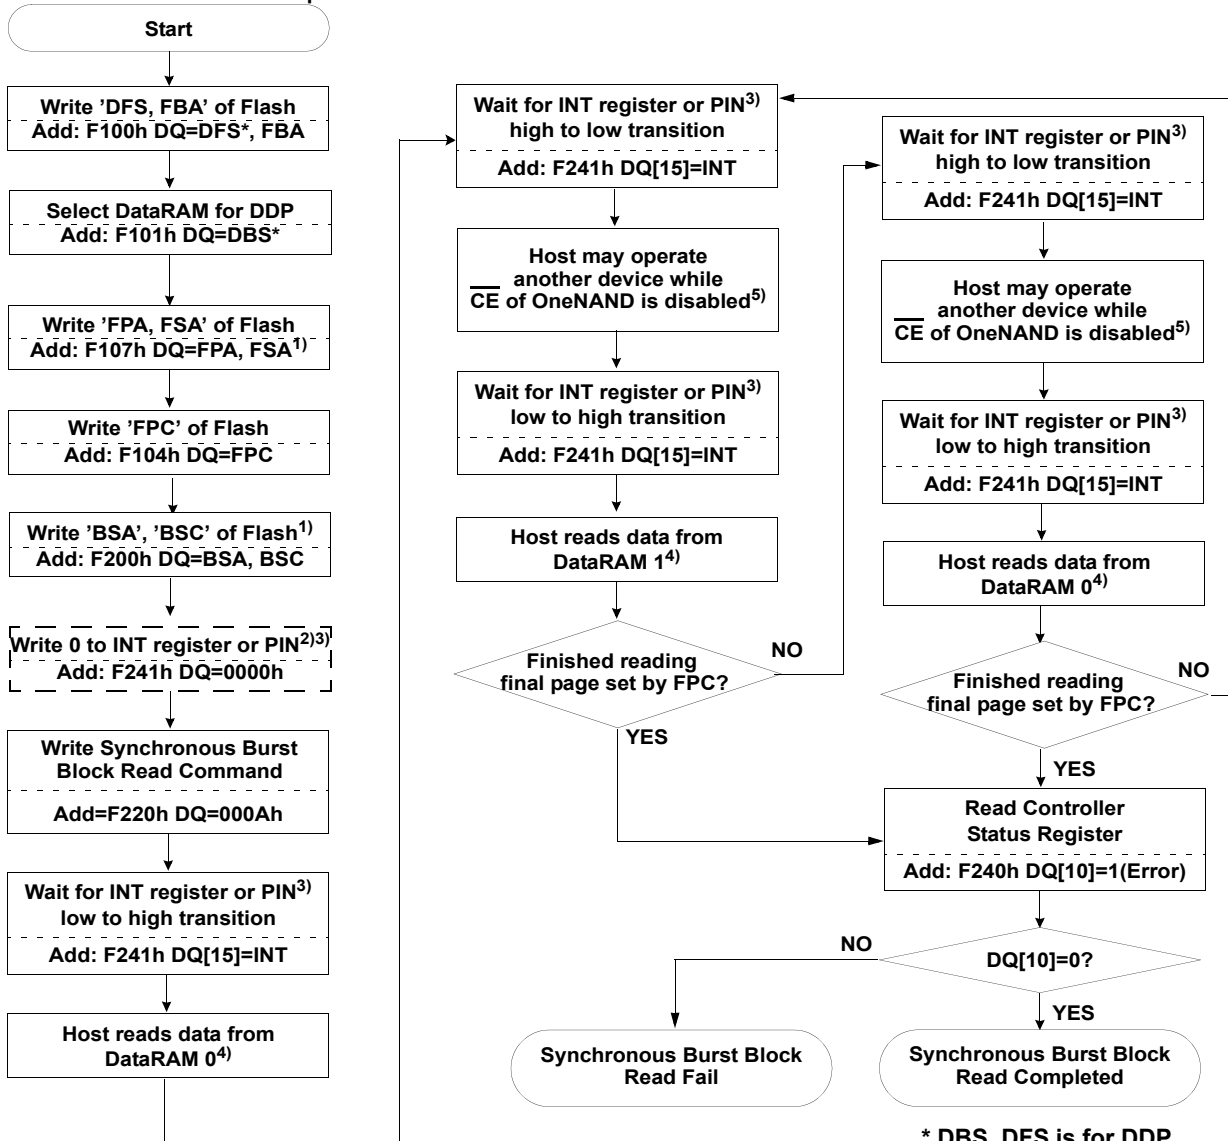 Start
Write 'DFS, FBA' of Flash
Add: F100h DQ=DFS*, FBA
Select DataRAM for DDP
Add: F101h DQ=DBS*
Write 'FPA, FSA' of Flash
Add: F107h DQ=FPA, FSA1)
Write 'FPC' of Flash
Add: F104h DQ=FPC
Write 'BSA', 'BSC' of Flash1)
Add: F200h DQ=BSA, BSC
Write 0 to INT register or PIN2)3)
Add: F241h DQ=0000h
Write Synchronous Burst
Block Read Command
Add=F220h DQ=000Ah
Wait for INT register or PIN3)
low to high transition
Add: F241h DQ[15]=INT
Host reads data from
DataRAM 04)
Wait for INT register or PIN3)
high to low transition
Add: F241h DQ[15]=INT
Host may operate
another device while
CE of OneNAND is disabled5)
Wait for INT register or PIN3)
low to high transition
Add: F241h DQ[15]=INT
Host reads data from
DataRAM 14)
Finished reading
final page set by FPC?
NO
YES
Wait for INT register or PIN3)
high to low transition
Add: F241h DQ[15]=INT
Host may operate
another device while
CE of OneNAND is disabled5)
Wait for INT register or PIN3)
low to high transition
Add: F241h DQ[15]=INT
Host reads data from
DataRAM 04)
Finished reading
final page set by FPC?
NO
YES
Read Controller
Status Register
Add: F240h DQ[10]=1(Error)
DQ[10]=0?
NO
YES
Synchronous Burst Block
Read Fail
Synchronous Burst Block
Read Completed
* DBS, DFS is for DDP